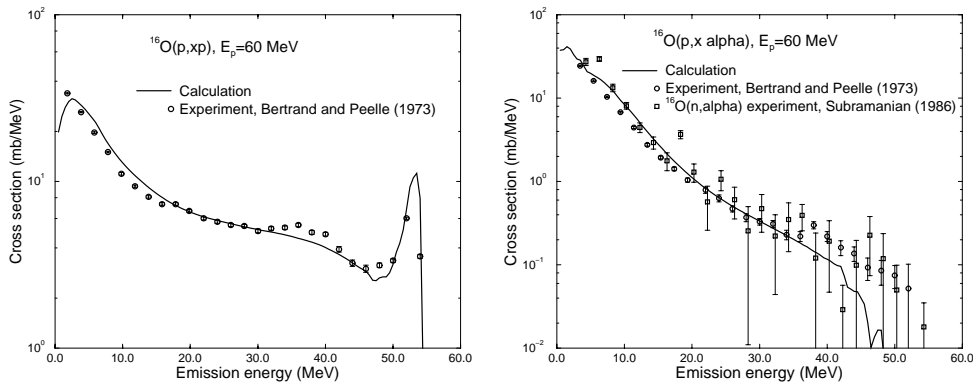 10²
¹⁶O(p,xp), Eₚ=60 MeV
Calculation
Experiment, Bertrand and Peelle (1973)
Cross section (mb/MeV)
10¹
10⁰
0.0 10.0 20.0 30.0 40.0 50.0 60.0
Emission energy (MeV)
10²
¹⁶O(p,x alpha), Eₚ=60 MeV
Calculation
Experiment, Bertrand and Peelle (1973)
¹⁶O(n,alpha) experiment, Subramanian (1986)
Cross section (mb/MeV)
10¹
10⁰
10⁻¹
10⁻²
0.0 10.0 20.0 30.0 40.0 50.0 60.0
Emission energy (MeV)